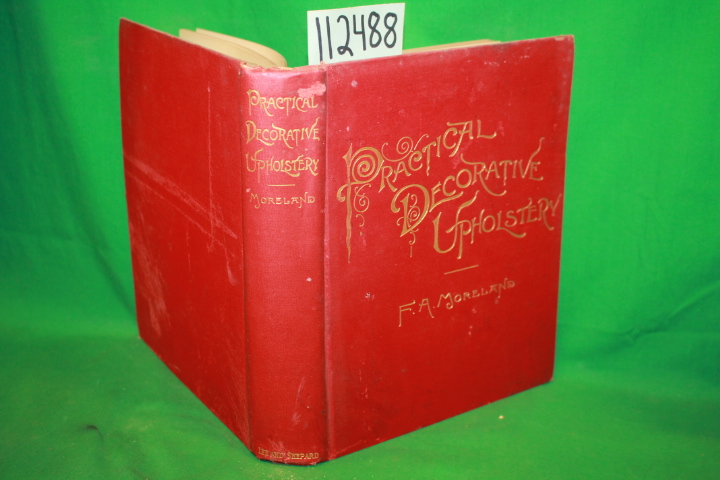 112488
PRACTICAL
DECORATIVE
UPHOLSTERY
MORELAND
LEE AND SHEPARD
PRACTICAL
DECORATIVE
UPHOLSTERY
F. A. MORELAND